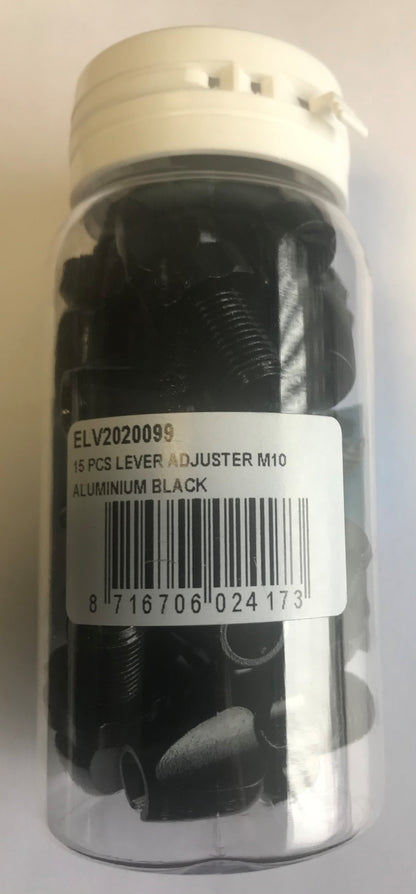 ELV2020099
15 PCS LEVER ADJUSTER M10
ALUMINIUM BLACK
8 716706 024173